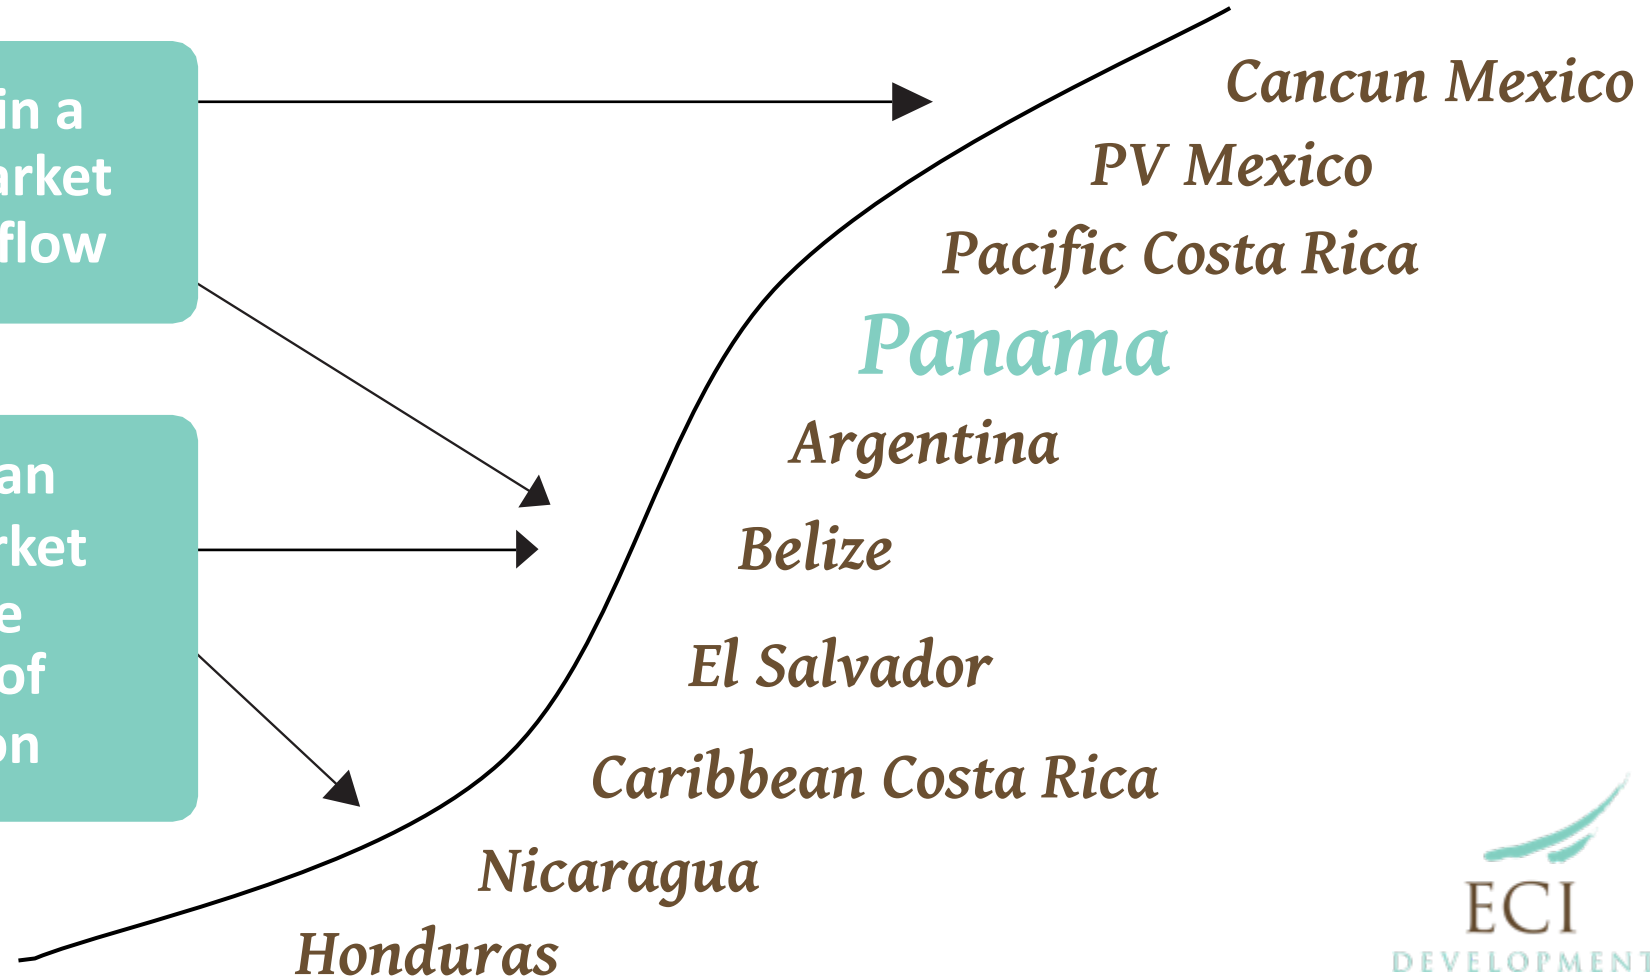 in a
arket
flow
an
rket
e
of
on
Cancun Mexico
PV Mexico
Pacific Costa Rica
Panama
Argentina
Belize
El Salvador
Caribbean Costa Rica
Nicaragua
Honduras
ECI
DEVELOPMENT